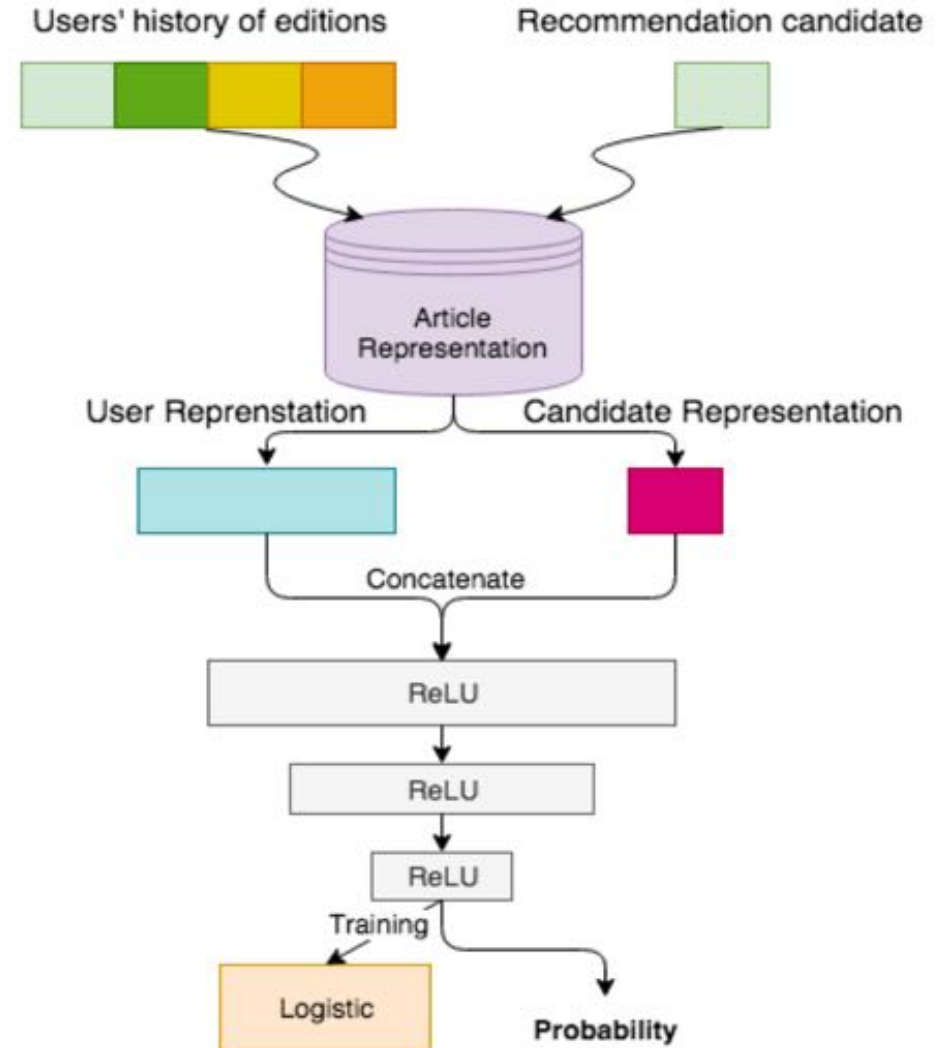 Users' history of editions
Recommendation candidate
Article
Representation
User Reprenstation
Candidate Representation
Concatenate
ReLU
ReLU
ReLU
Training
Logistic
Probability